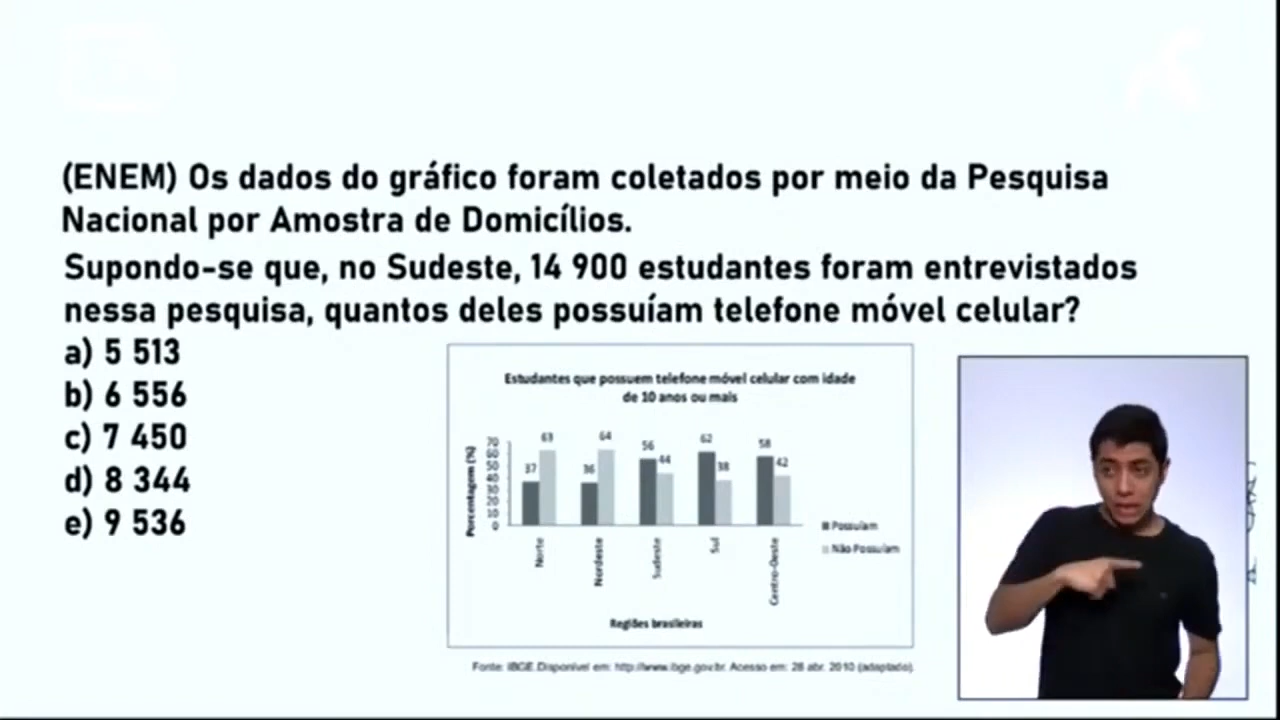 (ENEM) Os dados do gráfico foram coletados por meio da Pesquisa
Nacional por Amostra de Domicílios.
Supondo-se que, no Sudeste, 14 900 estudantes foram entrevistados
nessa pesquisa, quantos deles possuíam telefone móvel celular?
a) 5 513
b) 6 556
c) 7 450
d) 8 344
e) 9 536
Estudantes que possuem telefone móvel celular com idade
de 10 anos ou mais
Porcentagem (%)
70
60
50
40
30
20
10
0
37 63 36 64 56 44 62 38 58 42
Norte
Nordeste
Sudeste
Sul
Centro-Oeste
Possuíam
Não Possuíam
Regiões brasileiras
Fonte: IBGE. Disponível em: http://www.ibge.gov.br. Acesso em: 28 abr. 2010 (adaptado).